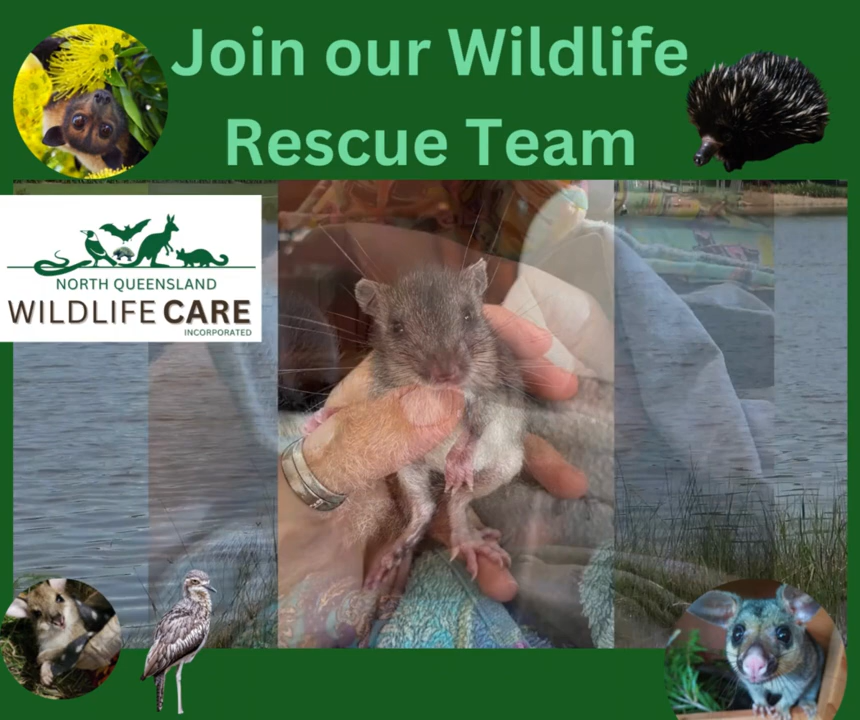 Join our Wildlife
Rescue Team
NORTH QUEENSLAND
WILDLIFE CARE
INCORPORATED